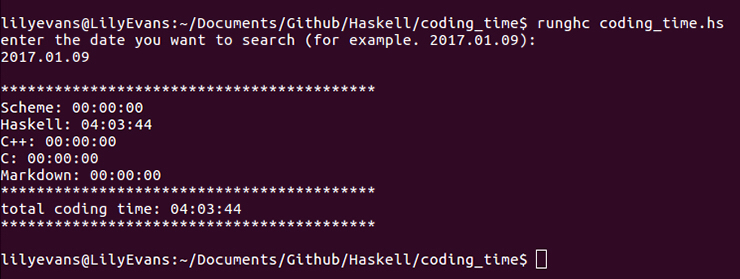 lilyevans@LilyEvans:~/Documents/Github/Haskell/coding_time$ runghc coding_time.hs
enter the date you want to search (for example. 2017.01.09):
2017.01.09
******************************************
Scheme: 00:00:00
Haskell: 04:03:44
C++: 00:00:00
C: 00:00:00
Markdown: 00:00:00
******************************************
total coding time: 04:03:44
******************************************
lilyevans@LilyEvans:~/Documents/Github/Haskell/coding_time$